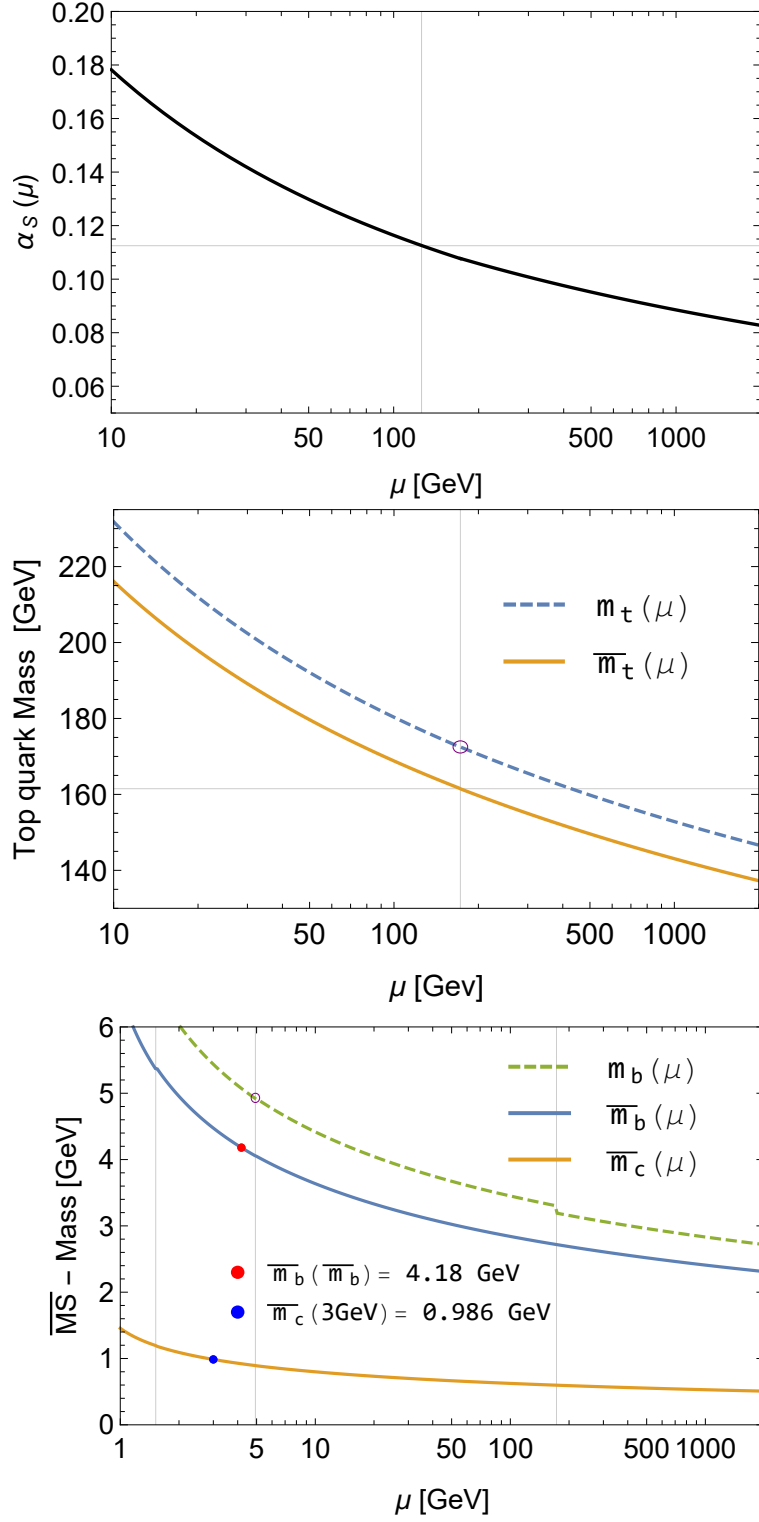 0.20
0.18
0.16
0.14
0.12
0.10
0.08
0.06
α_S (μ)
10 50 100 500 1000
μ [GeV]
220
200
180
160
140
Top quark Mass [GeV]
m_t (μ)
m̅_t (μ)
10 50 100 500 1000
μ [Gev]
6
5
4
3
2
1
0
M̅S̅ – Mass [GeV]
m_b (μ)
m̅_b (μ)
m̅_c (μ)
m̅_b (m̅_b) = 4.18 GeV
m̅_c (3GeV) = 0.986 GeV
1 5 10 50 100 500 1000
μ [GeV]